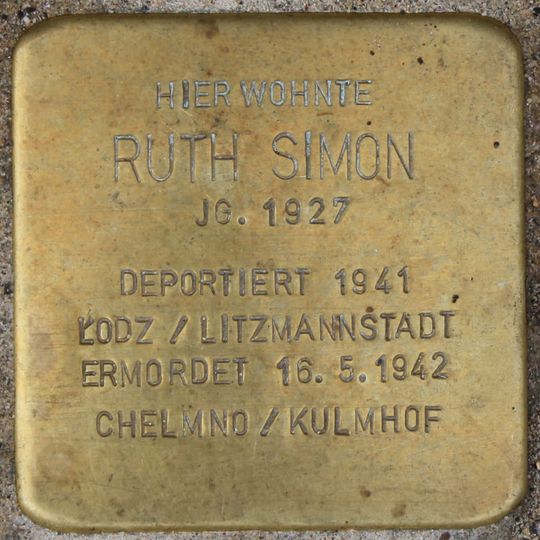 HIER WOHNTE
RUTH SIMON
JG. 1927
DEPORTIERT 1941
ŁODZ / LITZMANNSTADT
ERMORDET 16.5.1942
CHELMNO / KULMHOF